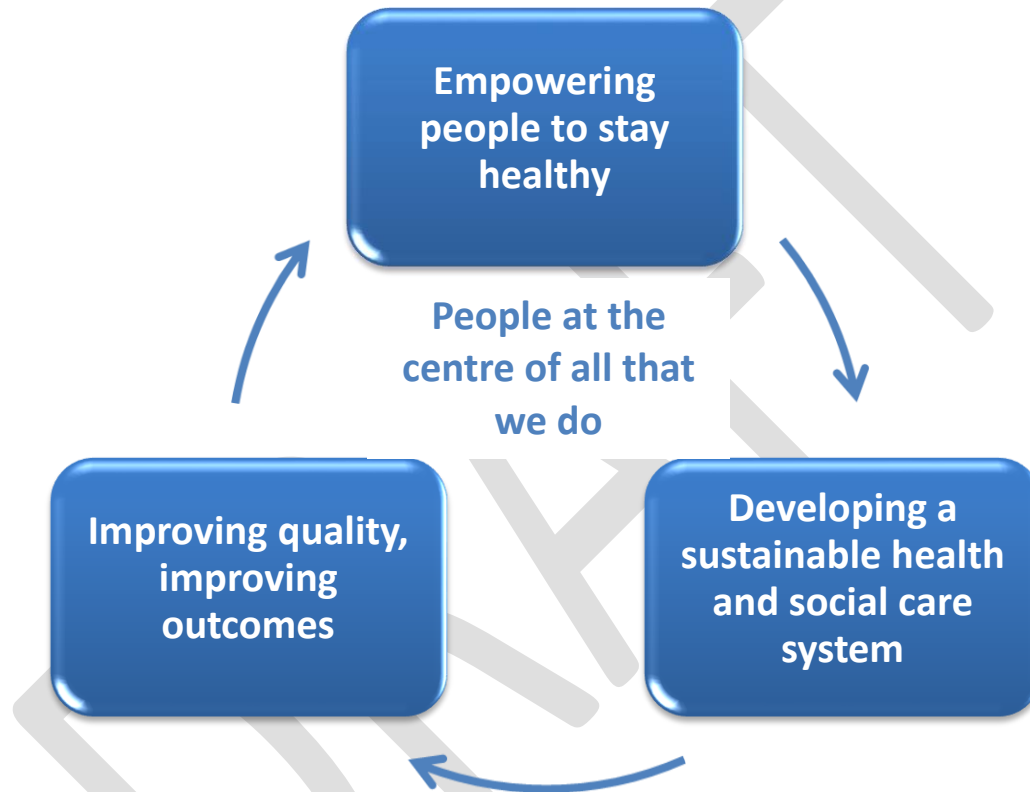 Empowering
people to stay
healthy
People at the
centre of all that
we do
Improving quality,
improving
outcomes
Developing a
sustainable health
and social care
system
DRAFT